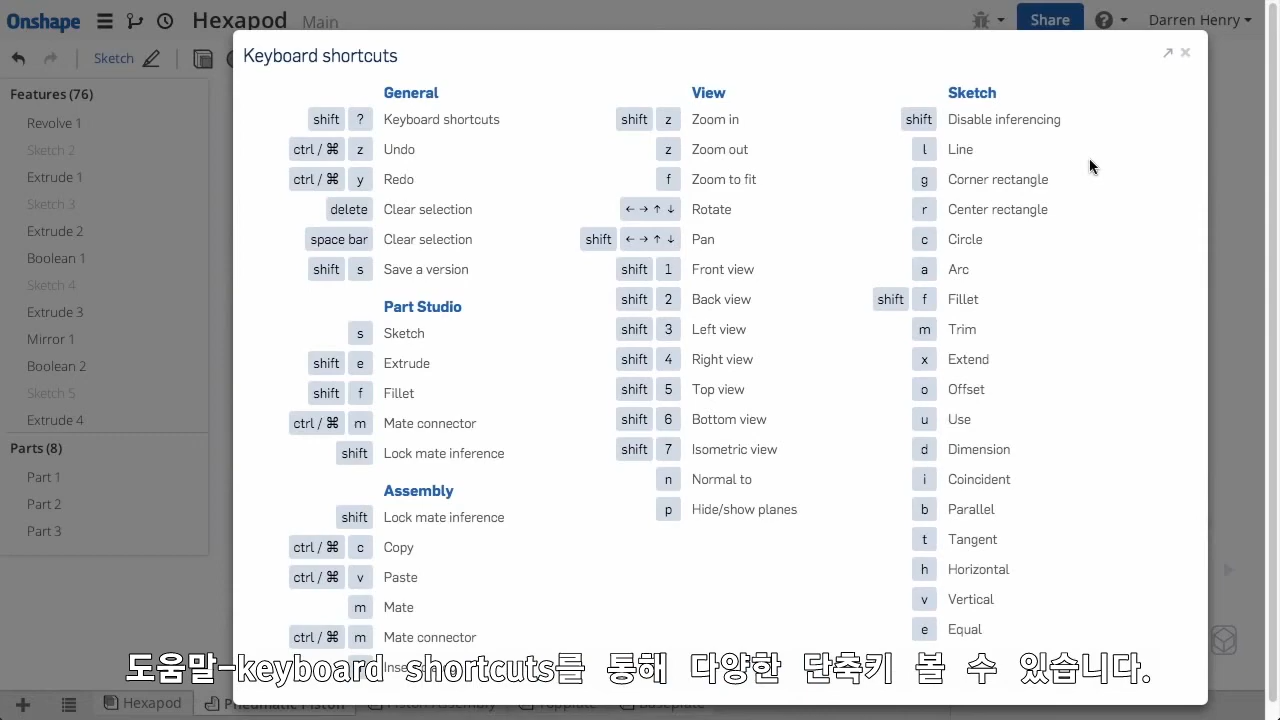 Onshape
Hexapod Main
Share
Darren Henry
Sketch
Features (76)
Revolve 1
Sketch 2
Extrude 1
Sketch 3
Extrude 2
Boolean 1
Sketch 4
Extrude 3
Mirror 1
Boolean 2
Sketch 5
Extrude 4
Parts (8)
Part 1
Part 2
Part 3
Keyboard shortcuts
General
shift ? Keyboard shortcuts
ctrl / ⌘ z Undo
ctrl / ⌘ y Redo
delete Clear selection
space bar Clear selection
shift s Save a version
Part Studio
s Sketch
shift e Extrude
shift f Fillet
ctrl / ⌘ m Mate connector
shift Lock mate inference
Assembly
shift Lock mate inference
ctrl / ⌘ c Copy
ctrl / ⌘ v Paste
m Mate
ctrl / ⌘ m Mate connector
View
shift z Zoom in
z Zoom out
f Zoom to fit
← → ↑ ↓ Rotate
shift ← → ↑ ↓ Pan
shift 1 Front view
shift 2 Back view
shift 3 Left view
shift 4 Right view
shift 5 Top view
shift 6 Bottom view
shift 7 Isometric view
n Normal to
p Hide/show planes
Sketch
shift Disable inferencing
l Line
g Corner rectangle
r Center rectangle
c Circle
a Arc
shift f Fillet
m Trim
x Extend
o Offset
u Use
d Dimension
i Coincident
b Parallel
t Tangent
h Horizontal
v Vertical
e Equal
도움말-keyboard shortcuts를 통해 다양한 단축키 볼 수 있습니다.
Hexapod Pneumatic Piston Piston Assembly Topplate Baseplate